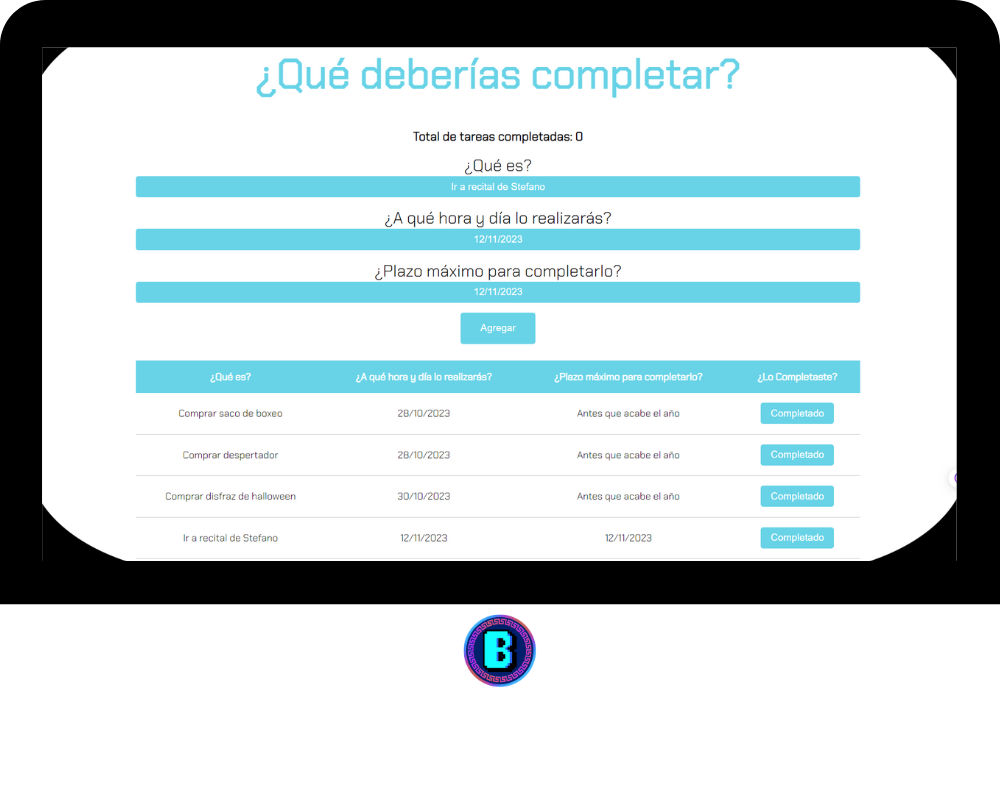 ¿Qué deberías completar?
Total de tareas completadas: 0
¿Qué es?
Ir a recital de Stefano
¿A qué hora y día lo realizarás?
12/11/2023
¿Plazo máximo para completarlo?
12/11/2023
Agregar
¿Qué es? ¿A qué hora y día lo realizarás? ¿Plazo máximo para completarlo? ¿Lo Completaste?
Comprar saco de boxeo 28/10/2023 Antes que acabe el año Completado
Comprar despertador 28/10/2023 Antes que acabe el año Completado
Comprar disfraz de halloween 30/10/2023 Antes que acabe el año Completado
Ir a recital de Stefano 12/11/2023 12/11/2023 Completado
B